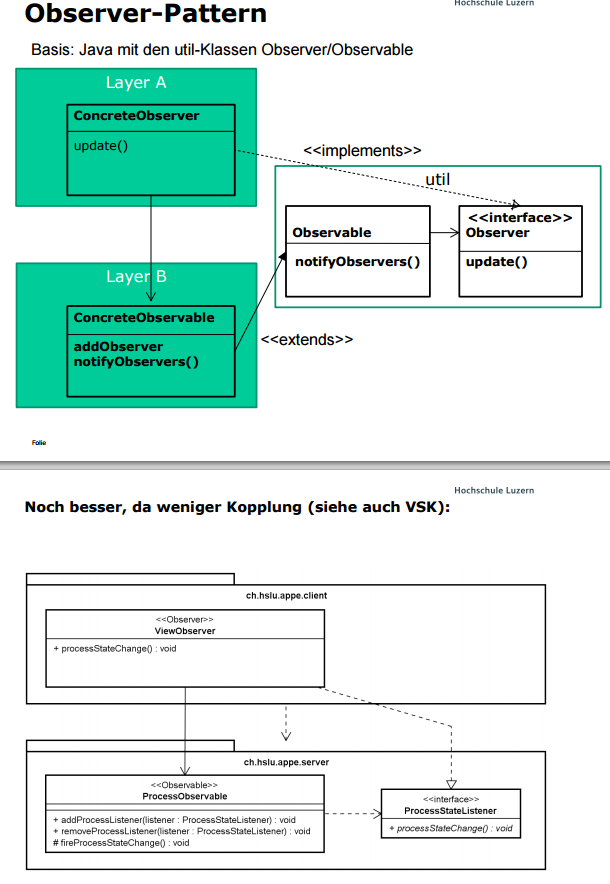 Hochschule Luzern
Observer-Pattern
Basis: Java mit den util-Klassen Observer/Observable
Layer A
ConcreteObserver
update()
<<implements>>
util
Observable
notifyObservers()
<<interface>>
Observer
update()
Layer B
ConcreteObservable
addObserver
notifyObservers()
<<extends>>
Folie
Hochschule Luzern
Noch besser, da weniger Kopplung (siehe auch VSK):
ch.hslu.appe.client
<<Observer>>
ViewObserver
+ processStateChange() : void
ch.hslu.appe.server
<<Observable>>
ProcessObservable
+ addProcessListener(listener : ProcessStateListener) : void
+ removeProcessListener(listener : ProcessStateListener) : void
# fireProcessStateChange() : void
<<interface>>
ProcessStateListener
+ processStateChange() : void